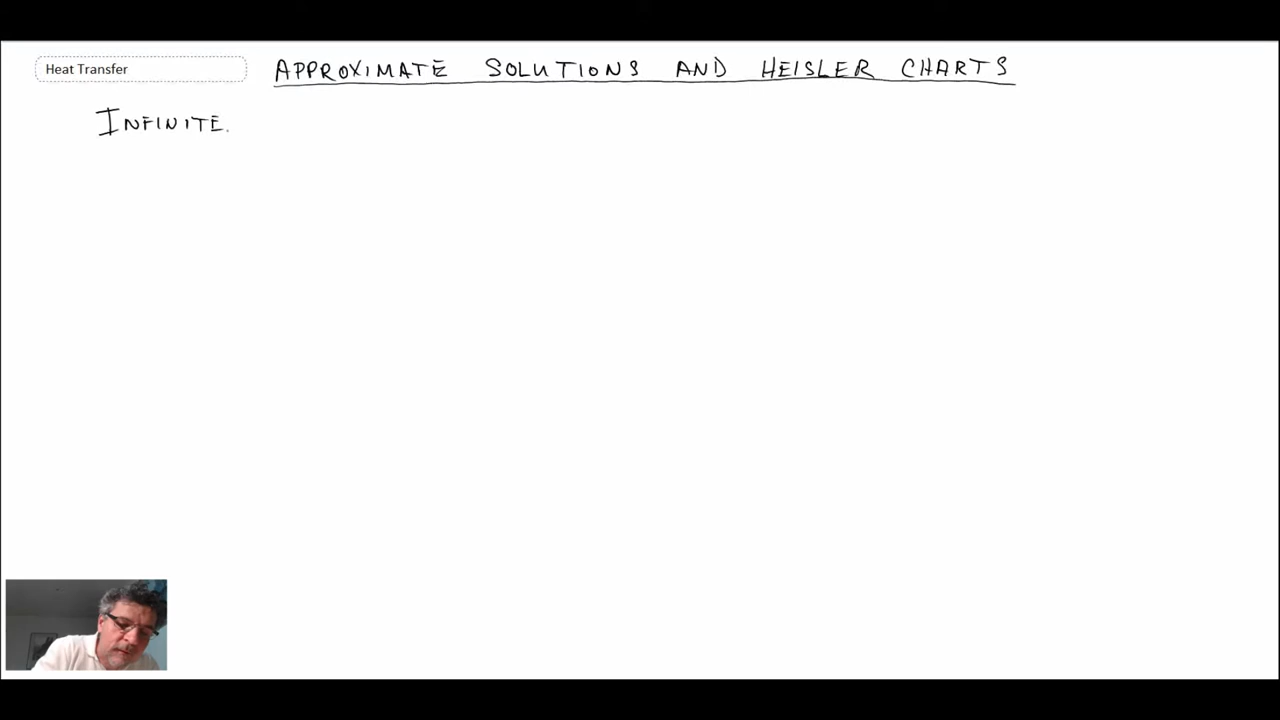 Heat Transfer
APPROXIMATE SOLUTIONS AND HEISLER CHARTS
INFINITE